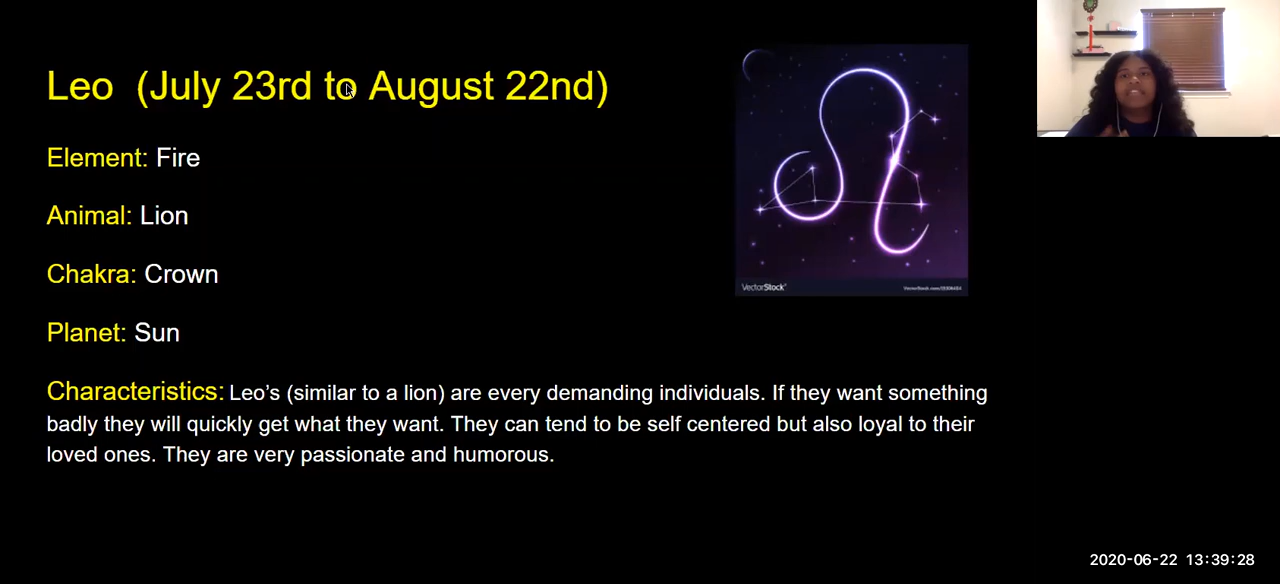 Leo (July 23rd to August 22nd)
Element: Fire
Animal: Lion
Chakra: Crown
Planet: Sun
VectorStock®
Characteristics: Leo’s (similar to a lion) are every demanding individuals. If they want something
badly they will quickly get what they want. They can tend to be self centered but also loyal to their
loved ones. They are very passionate and humorous.
2020-06-22 13:39:28